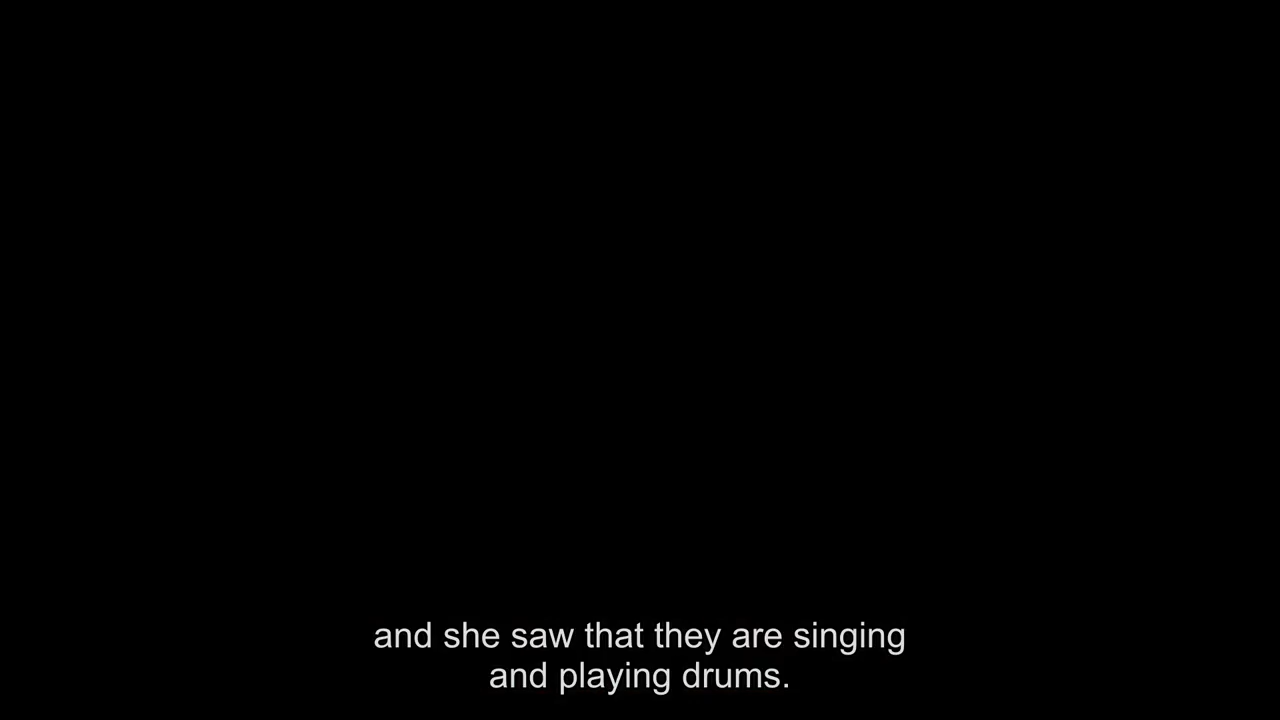 and she saw that they are singing
and playing drums.